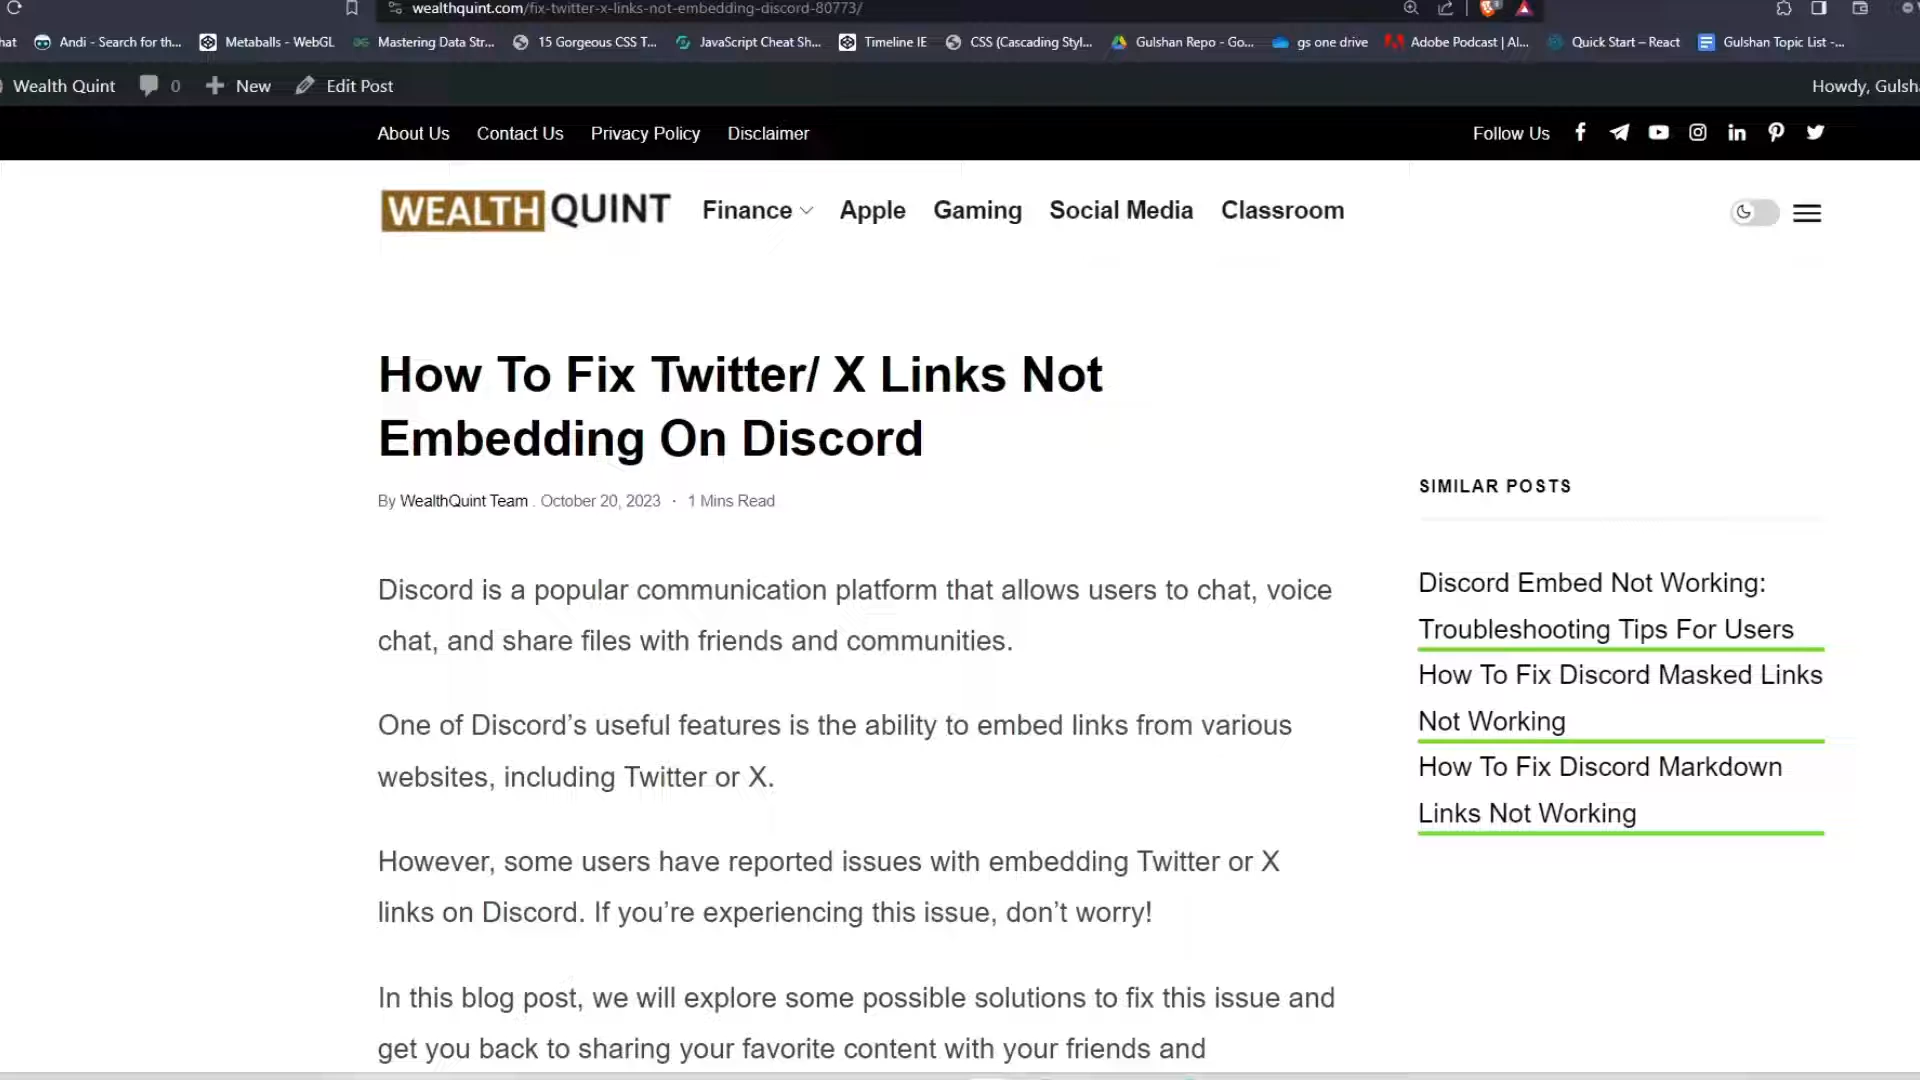 wealthquint.com/fix-twitter-x-links-not-embedding-discord-80773/
hat Andi - Search for th... Metaballs - WebGL Mastering Data Str... 15 Gorgeous CSS T... JavaScript Cheat Sh... Timeline IE CSS (Cascading Styl... Gulshan Repo - Go... gs one drive Adobe Podcast | AI... Quick Start – React Gulshan Topic List -...
Wealth Quint 0 New Edit Post Howdy, Gulsha
About Us Contact Us Privacy Policy Disclaimer Follow Us
WEALTH QUINT Finance Apple Gaming Social Media Classroom
How To Fix Twitter/ X Links Not
Embedding On Discord
By WealthQuint Team . October 20, 2023 · 1 Mins Read
Discord is a popular communication platform that allows users to chat, voice
chat, and share files with friends and communities.
One of Discord’s useful features is the ability to embed links from various
websites, including Twitter or X.
However, some users have reported issues with embedding Twitter or X
links on Discord. If you’re experiencing this issue, don’t worry!
In this blog post, we will explore some possible solutions to fix this issue and
get you back to sharing your favorite content with your friends and
SIMILAR POSTS
Discord Embed Not Working:
Troubleshooting Tips For Users
How To Fix Discord Masked Links
Not Working
How To Fix Discord Markdown
Links Not Working